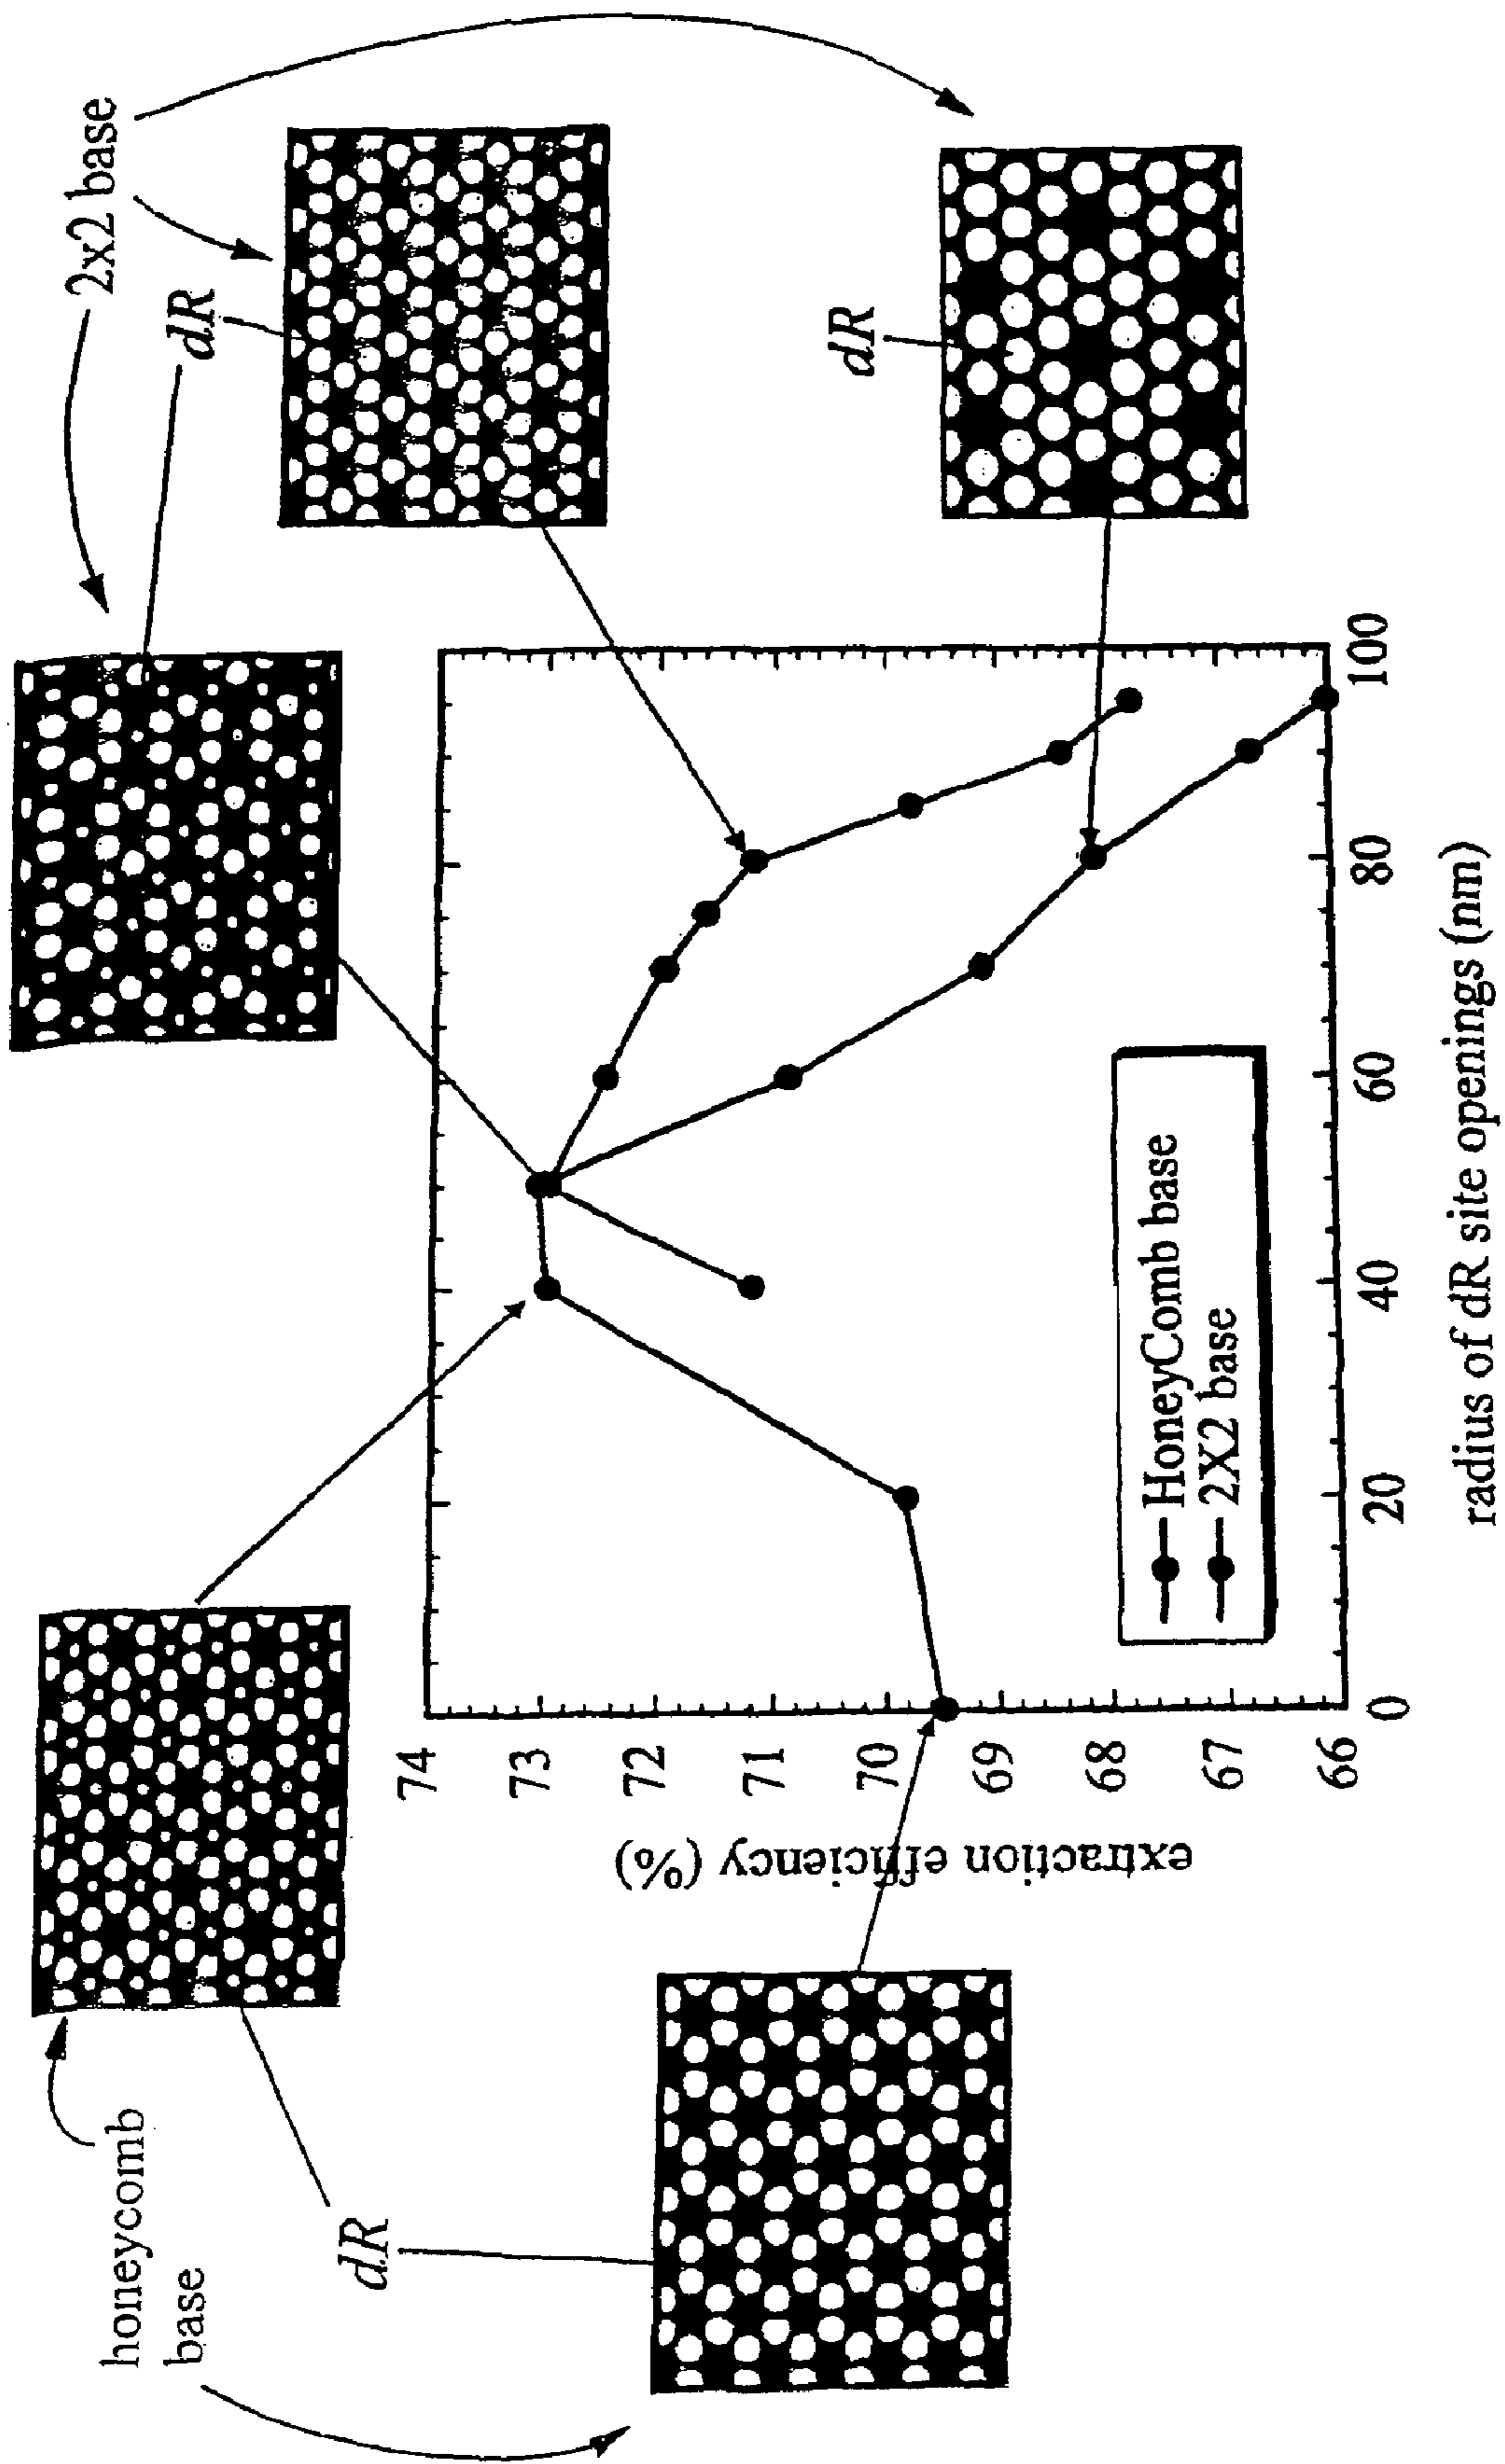 honeycomb
base
dR
2x2 base
dR
dR
extraction efficiency (%)
74
73
72
71
70
69
68
67
66
0
20
40
60
80
100
radius of dR site openings (nm)
HoneyComb base
2X2 base